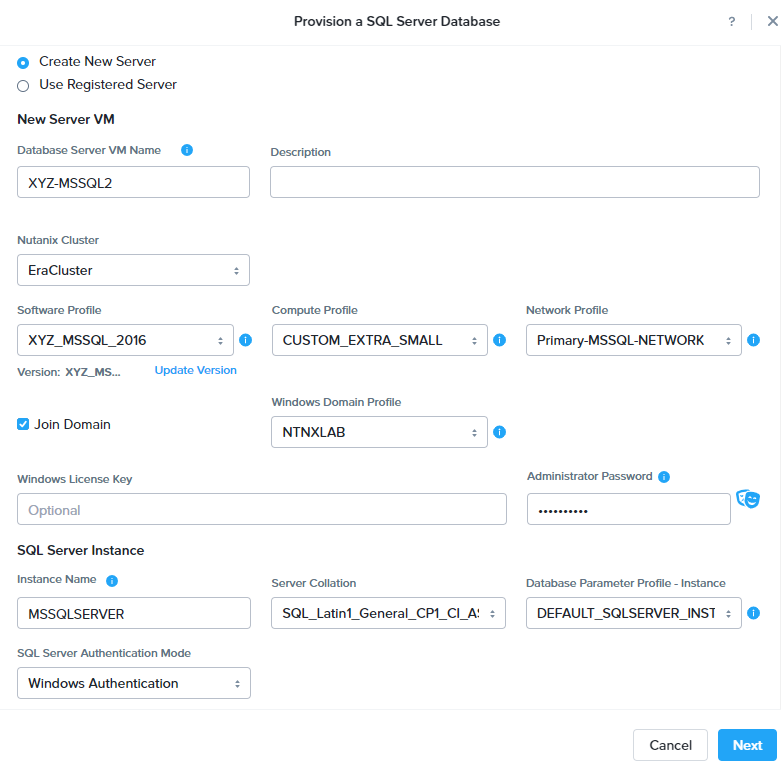 Provision a SQL Server Database
?
Create New Server
Use Registered Server
New Server VM
Database Server VM Name
Description
XYZ-MSSQL2
Nutanix Cluster
EraCluster
Software Profile
Compute Profile
Network Profile
XYZ_MSSQL_2016
CUSTOM_EXTRA_SMALL
Primary-MSSQL-NETWORK
Version: XYZ_MS...
Update Version
Windows Domain Profile
Join Domain
NTNXLAB
Windows License Key
Administrator Password
Optional
••••••••••
SQL Server Instance
Instance Name
Server Collation
Database Parameter Profile - Instance
MSSQLSERVER
SQL_Latin1_General_CP1_CI_AS
DEFAULT_SQLSERVER_INST
SQL Server Authentication Mode
Windows Authentication
Cancel
Next